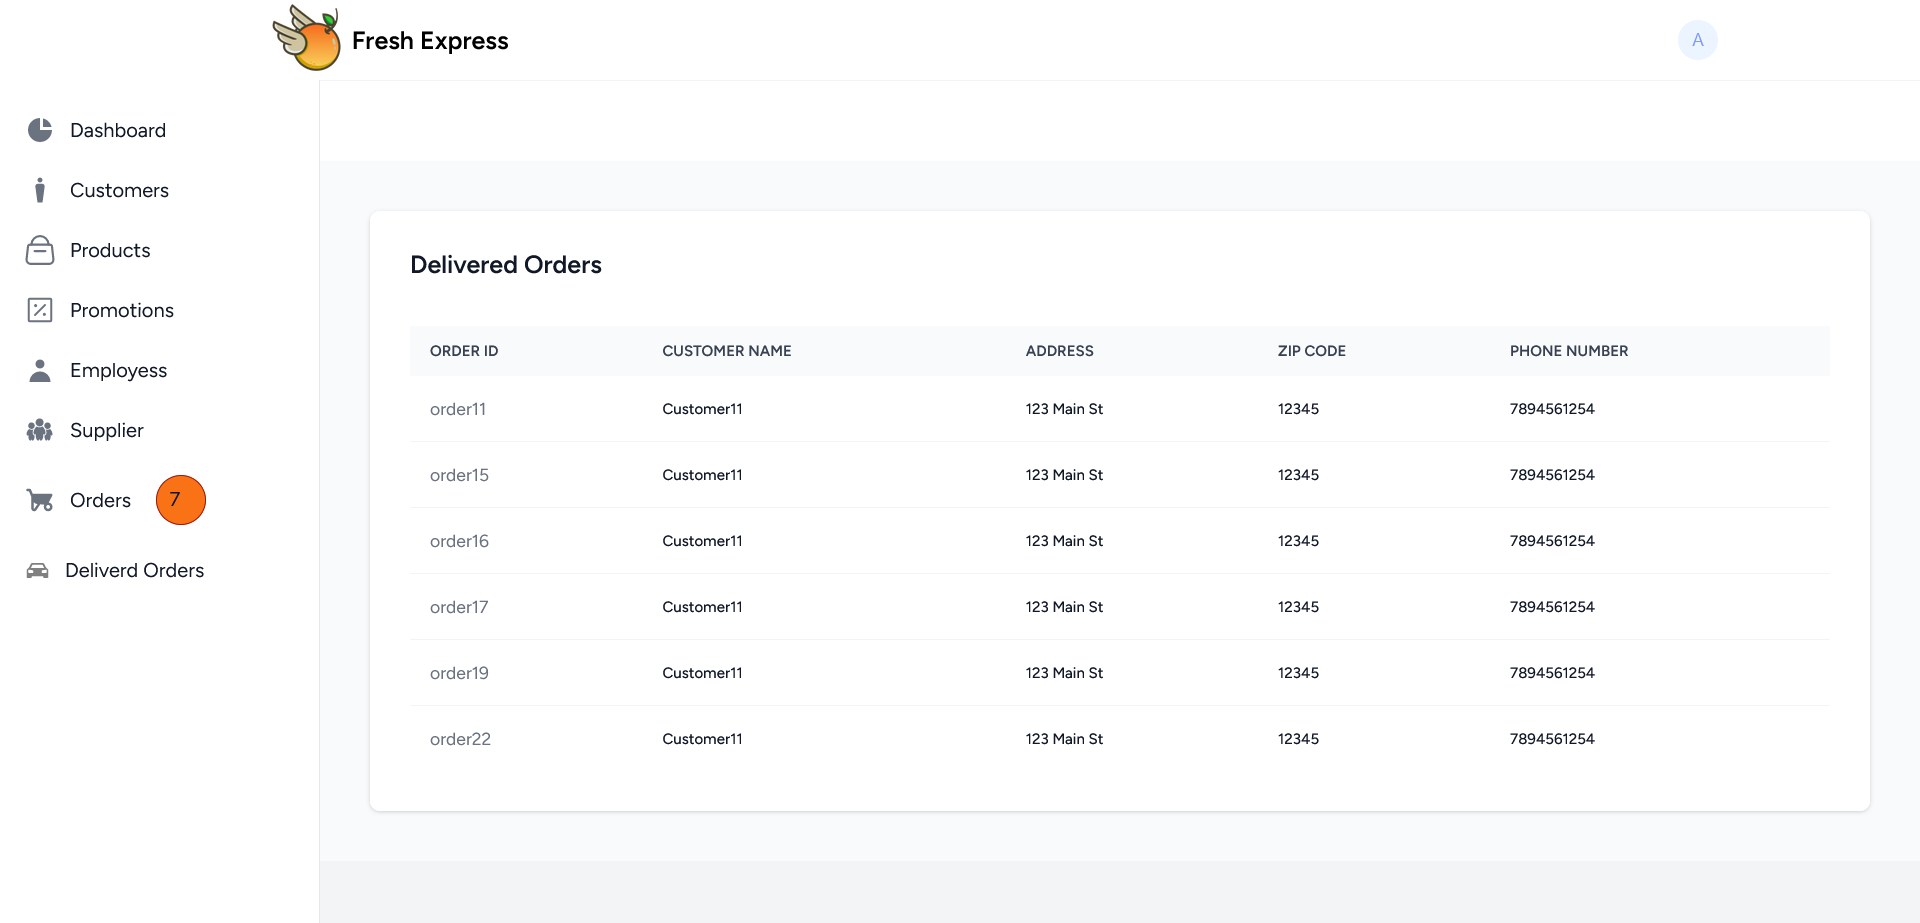 Fresh Express
A
Dashboard
Customers
Products
Promotions
Employess
Supplier
Orders 7
Deliverd Orders
Delivered Orders
ORDER ID CUSTOMER NAME ADDRESS ZIP CODE PHONE NUMBER
order11 Customer11 123 Main St 12345 7894561254
order15 Customer11 123 Main St 12345 7894561254
order16 Customer11 123 Main St 12345 7894561254
order17 Customer11 123 Main St 12345 7894561254
order19 Customer11 123 Main St 12345 7894561254
order22 Customer11 123 Main St 12345 7894561254